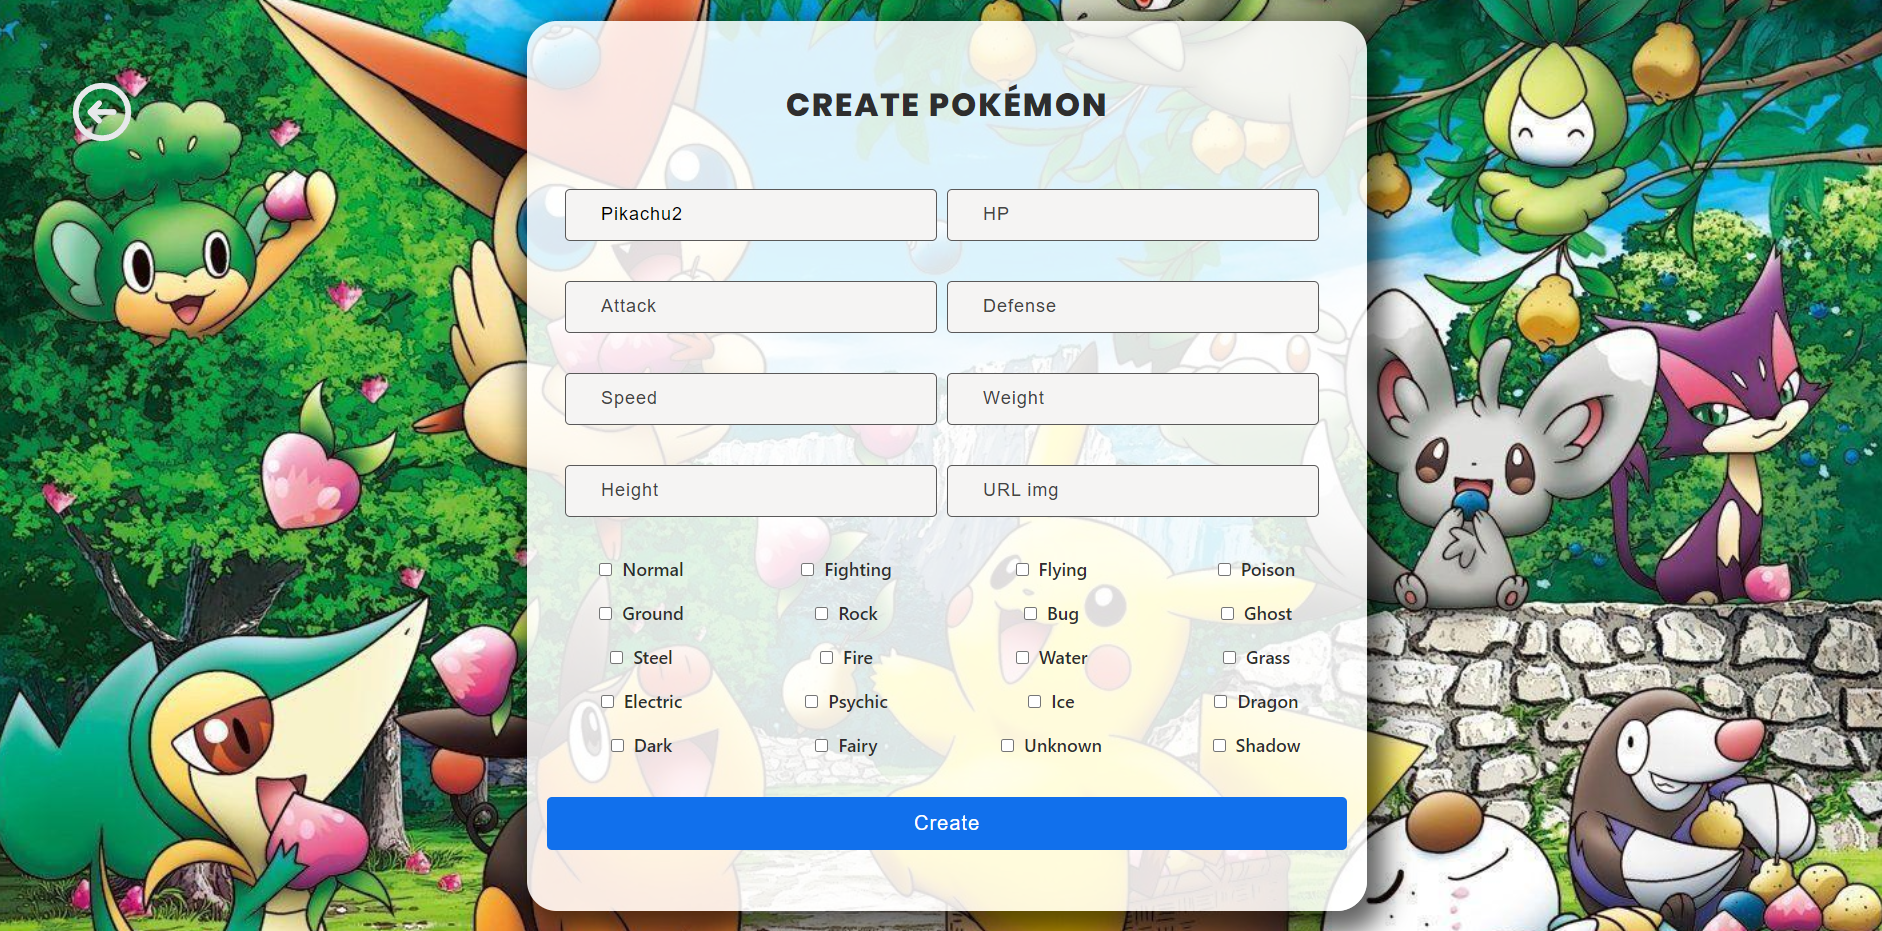 CREATE POKÉMON
Pikachu2 HP
Attack Defense
Speed Weight
Height URL img
Normal Fighting Flying Poison
Ground Rock Bug Ghost
Steel Fire Water Grass
Electric Psychic Ice Dragon
Dark Fairy Unknown Shadow
Create